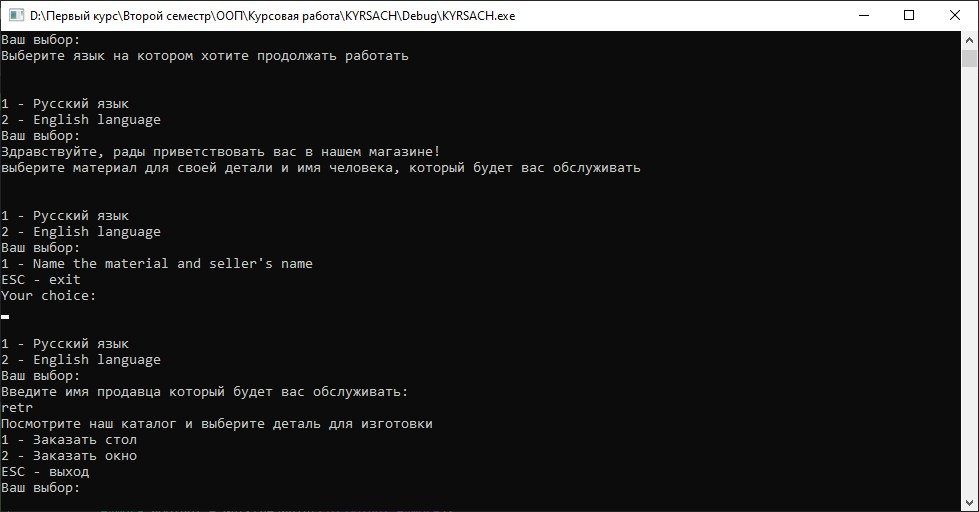 D:\Первый курс\Второй семестр\ООП\Курсовая работа\KYRSACH\Debug\KYRSACH.exe
Ваш выбор:
Выберите язык на котором хотите продолжать работать
1 - Русский язык
2 - English language
Ваш выбор:
Здравствуйте, рады приветствовать вас в нашем магазине!
выберите материал для своей детали и имя человека, который будет вас обслуживать
1 - Русский язык
2 - English language
Ваш выбор:
1 - Name the material and seller's name
ESC - exit
Your choice:
1 - Русский язык
2 - English language
Ваш выбор:
Введите имя продавца который будет вас обслуживать:
retr
Посмотрите наш каталог и выберите деталь для изготовки
1 - Заказать стол
2 - Заказать окно
ESC - выход
Ваш выбор: